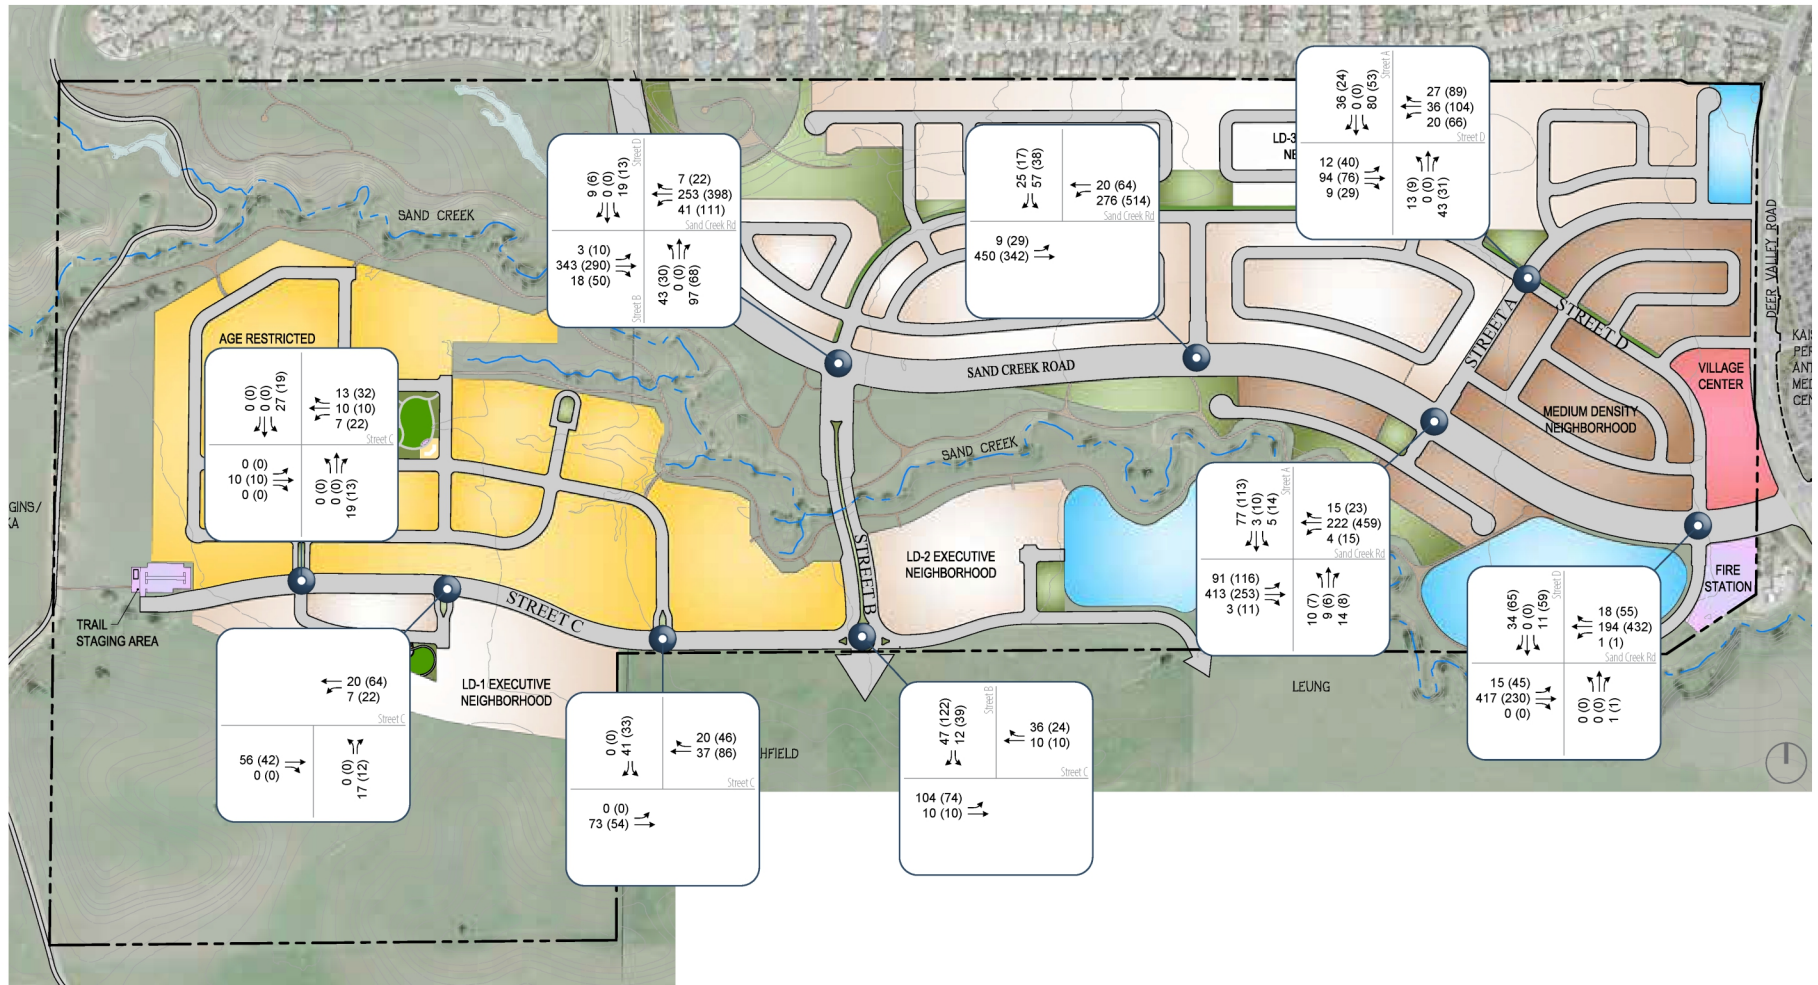 SAND CREEK
AGE RESTRICTED
SAND CREEK ROAD
SAND CREEK
STREET A
STREET D
STREET B
STREET C
VILLAGE
CENTER
MEDIUM DENSITY
NEIGHBORHOOD
LD-2 EXECUTIVE
NEIGHBORHOOD
LD-1 EXECUTIVE
NEIGHBORHOOD
LD-3
NE
FIRE
STATION
TRAIL
STAGING AREA
LEUNG
HFIELD
GINS/
KA
DEER VALLEY ROAD
KAIS
PER
ANT
MED
CEN
9 (6)
0 (0)
19 (13)
Street D
7 (22)
253 (398)
41 (111)
Sand Creek Rd
3 (10)
343 (290)
18 (50)
Street B
43 (30)
0 (0)
97 (68)
25 (17)
57 (38)
20 (64)
276 (514)
Sand Creek Rd
9 (29)
450 (342)
36 (24)
0 (0)
80 (53)
Street A
27 (89)
36 (104)
20 (66)
Street D
12 (40)
94 (76)
9 (29)
13 (9)
0 (0)
43 (31)
0 (0)
0 (0)
27 (19)
13 (32)
10 (10)
7 (22)
Street C
0 (0)
10 (10)
0 (0)
0 (0)
0 (0)
19 (13)
77 (113)
3 (10)
5 (14)
Street A
15 (23)
222 (459)
4 (15)
Sand Creek Rd
91 (116)
413 (253)
3 (11)
10 (7)
9 (6)
14 (8)
34 (65)
0 (0)
11 (59)
Street D
18 (55)
194 (432)
1 (1)
Sand Creek Rd
15 (45)
417 (230)
0 (0)
0 (0)
0 (0)
1 (1)
20 (64)
7 (22)
Street C
56 (42)
0 (0)
0 (0)
17 (12)
0 (0)
41 (33)
20 (46)
37 (86)
Street C
0 (0)
73 (54)
47 (122)
12 (39)
Street B
36 (24)
10 (10)
Street C
104 (74)
10 (10)